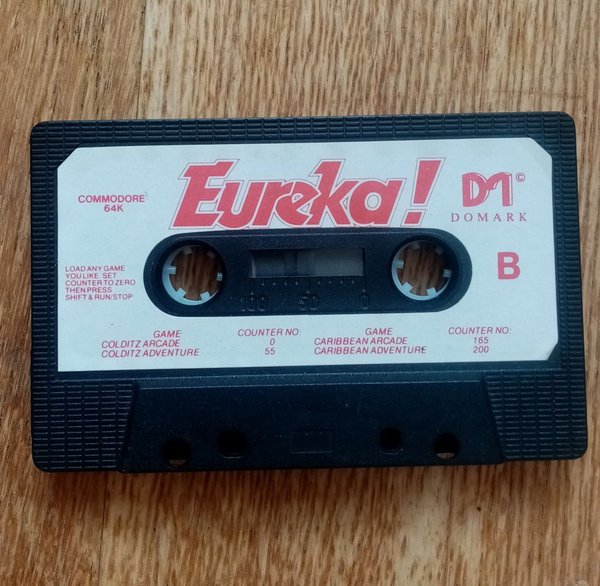 COMMODORE
64K
Eureka!
DM©
DOMARK
B
LOAD ANY GAME
YOU LIKE SET
COUNTER TO ZERO
THEN PRESS
SHIFT & RUN/STOP
100 50 0
GAME COUNTER NO: GAME COUNTER NO:
COLDITZ ARCADE 0 CARIBBEAN ARCADE 165
COLDITZ ADVENTURE 55 CARIBBEAN ADVENTURE 200